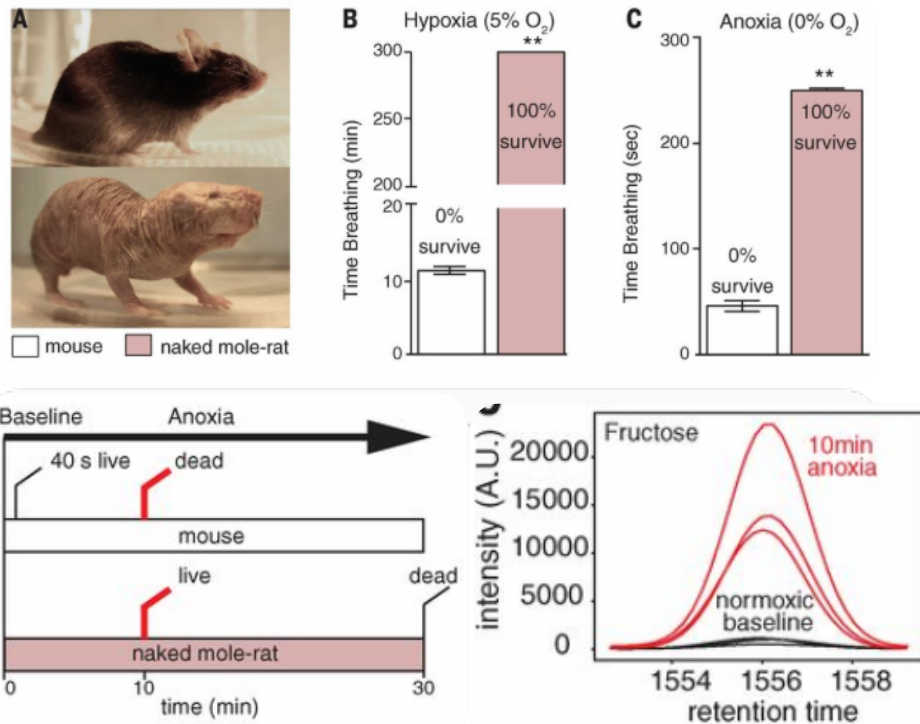 A
mouse
naked mole-rat
B
Hypoxia (5% O₂)
Time Breathing (min)
300
250
200
20
10
0
0%
survive
**
100%
survive
C
Anoxia (0% O₂)
Time Breathing (sec)
300
200
100
0
0%
survive
**
100%
survive
Baseline
Anoxia
40 s live
dead
mouse
live
dead
naked mole-rat
0
10
30
time (min)
Fructose
intensity (A.U.)
20000
15000
10000
5000
0
10min
anoxia
normoxic
baseline
1554
1556
1558
retention time